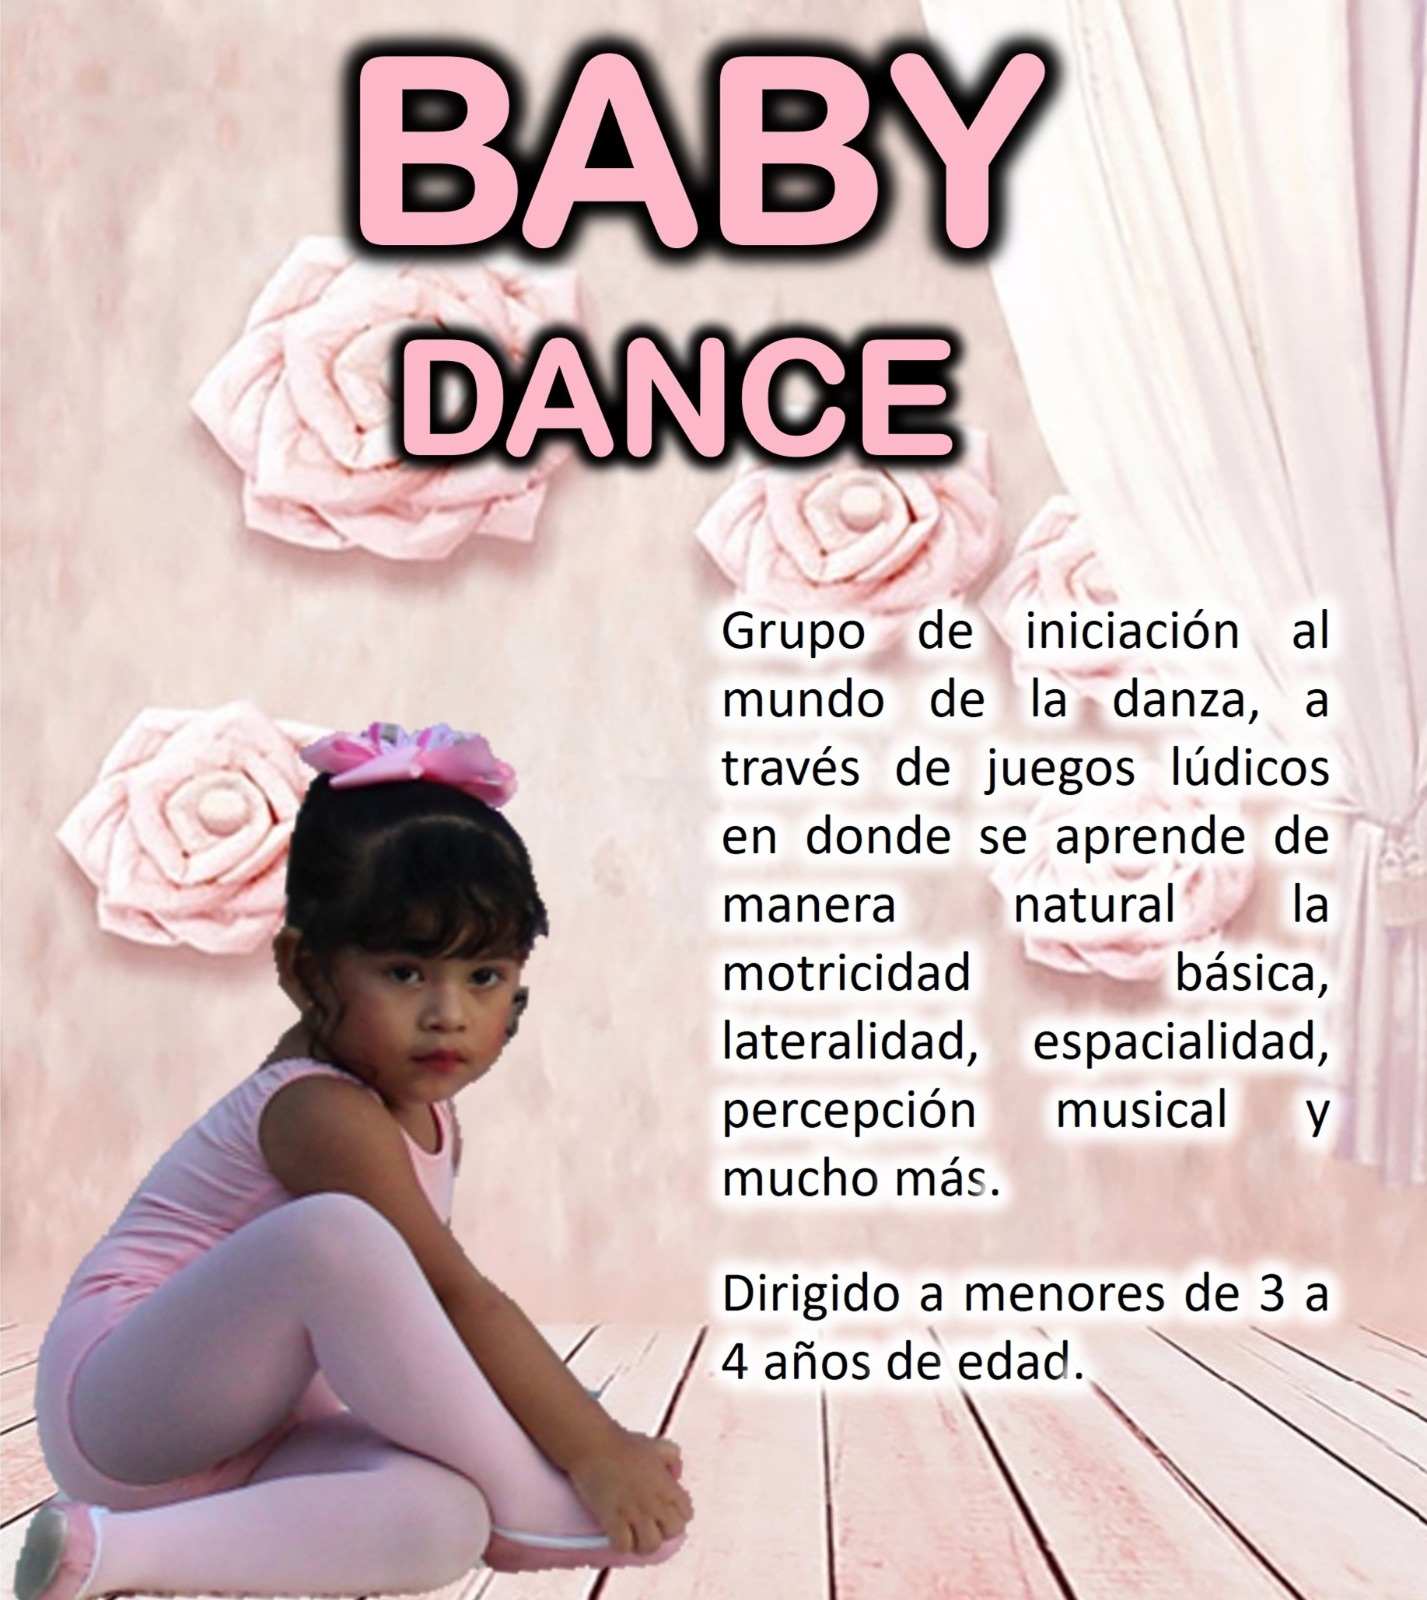 BABY
DANCE
Grupo de iniciación al
mundo de la danza, a
través de juegos lúdicos
en donde se aprende de
manera natural la
motricidad básica,
lateralidad, espacialidad,
percepción musical y
mucho más.
Dirigido a menores de 3 a
4 años de edad.